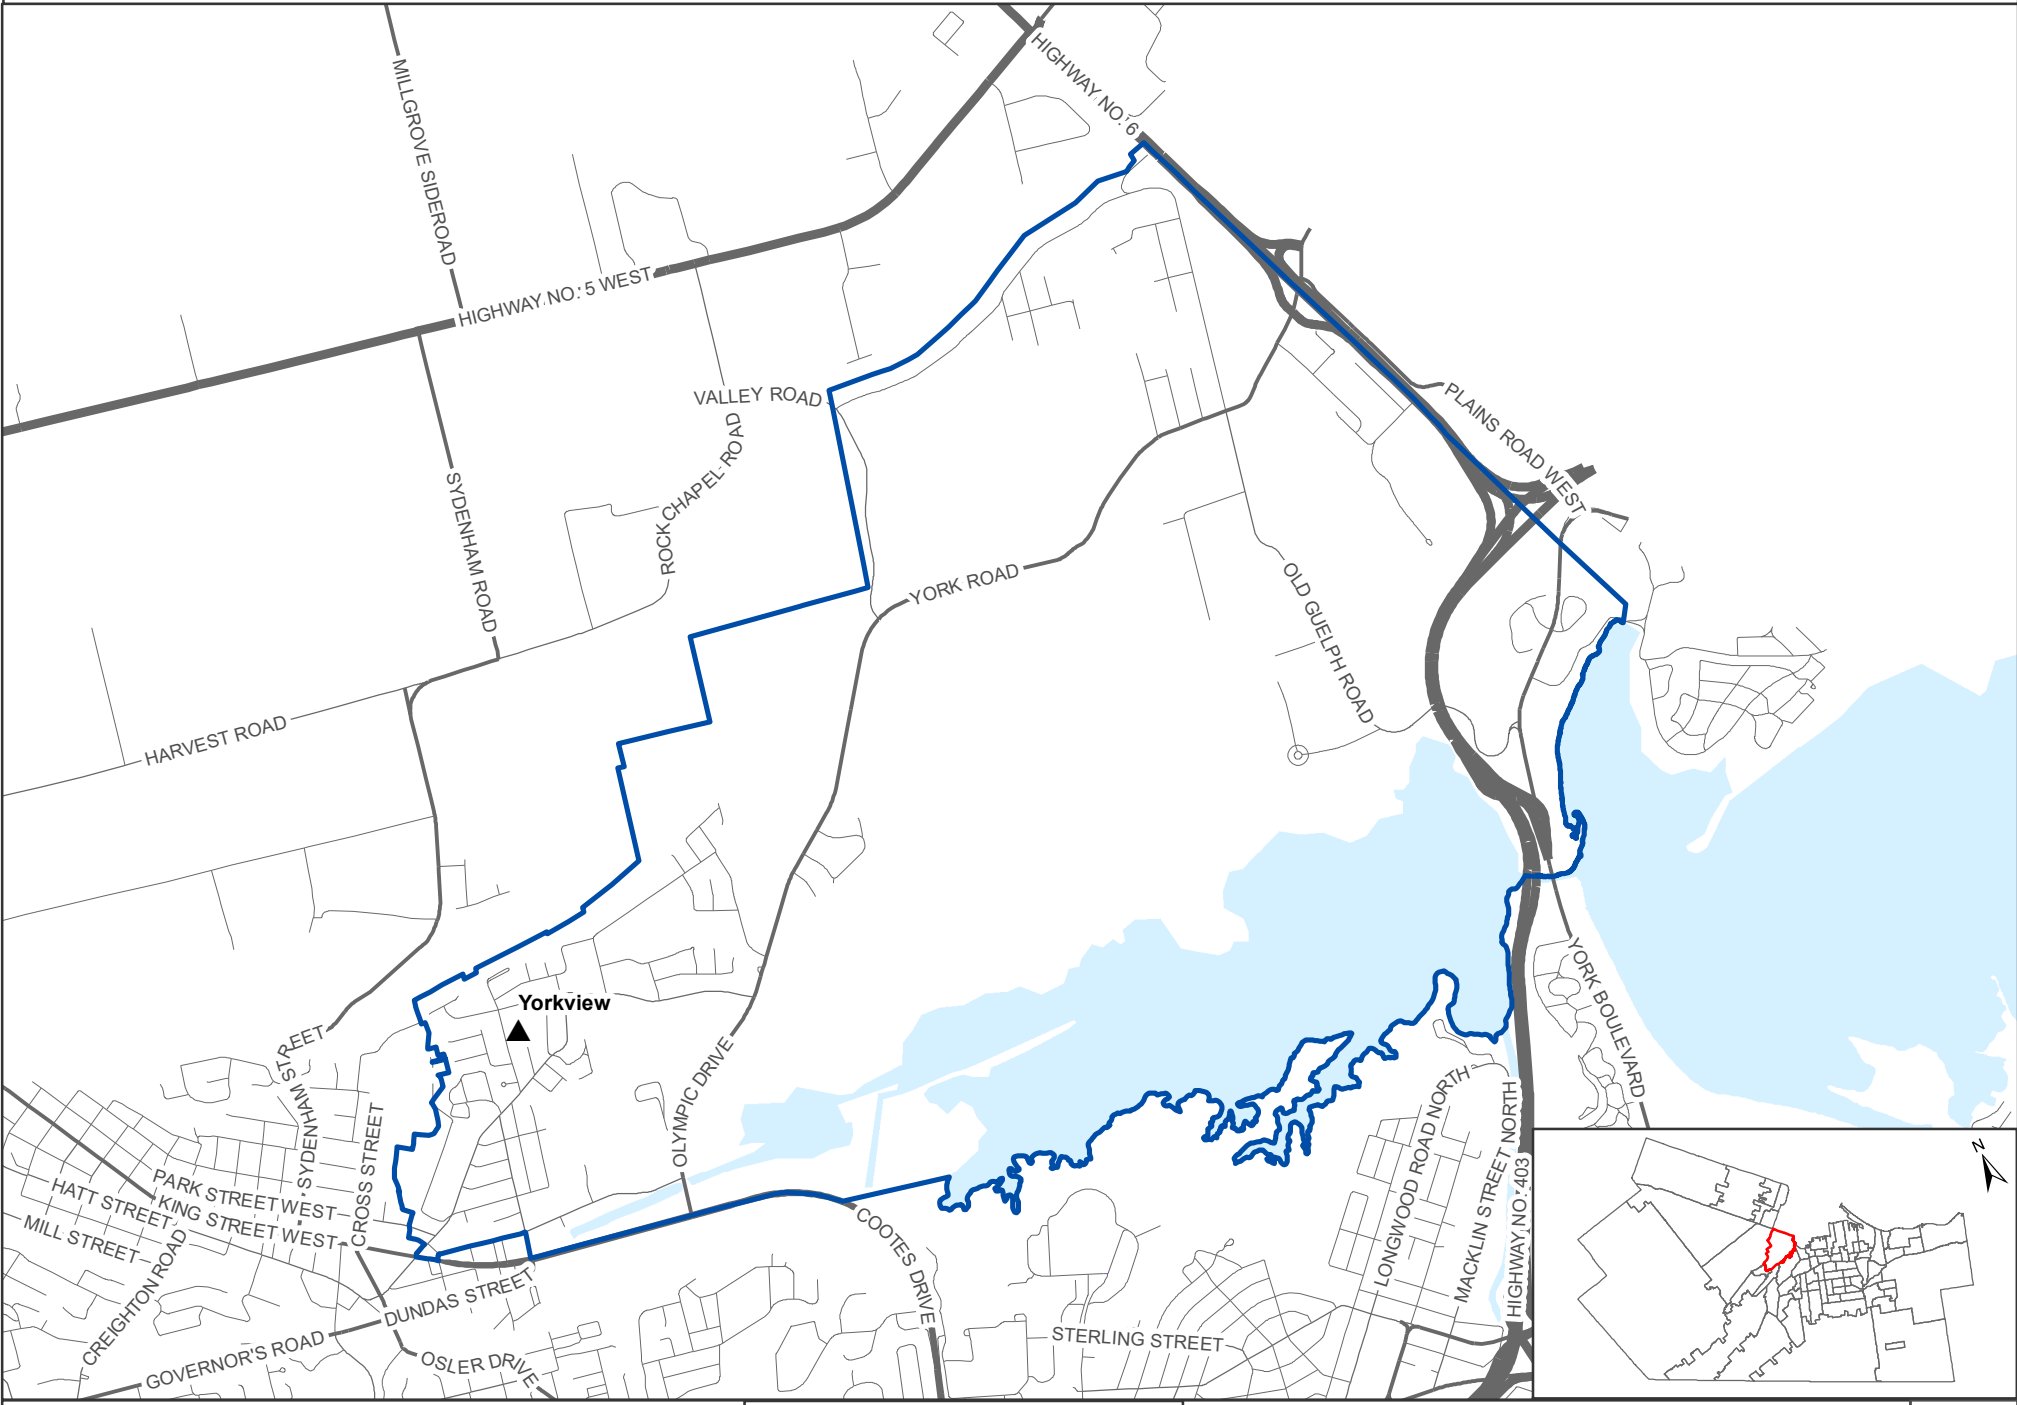 HIGHWAY NO. 6
MILLGROVE SIDEROAD
HIGHWAY NO. 5 WEST
VALLEY ROAD
ROCK CHAPEL ROAD
PLAINS ROAD WEST
SYDENHAM ROAD
YORK ROAD
OLD GUELPH ROAD
HARVEST ROAD
Yorkview
YORK BOULEVARD
SYDENHAM STREET
OLYMPIC DRIVE
CROSS STREET
PARK STREET WEST
HATT STREET
KING STREET WEST
MILL STREET
CREIGHTON ROAD
DUNDAS STREET
GOVERNOR'S ROAD
OSLER DRIVE
COOTES DRIVE
STERLING STREET
LONGWOOD ROAD NORTH
MACKLIN STREET NORTH
HIGHWAY NO. 403
N